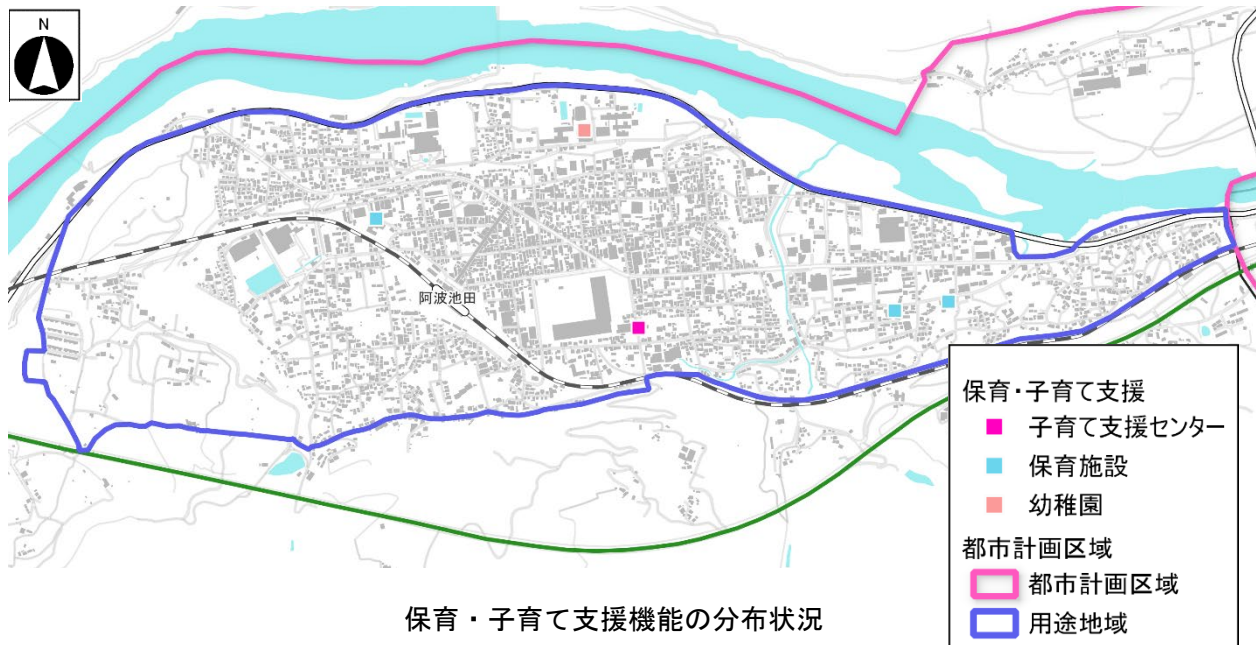 N
阿波池田
保育・子育て支援
子育て支援センター
保育施設
幼稚園
都市計画区域
都市計画区域
用途地域
保育・子育て支援機能の分布状況